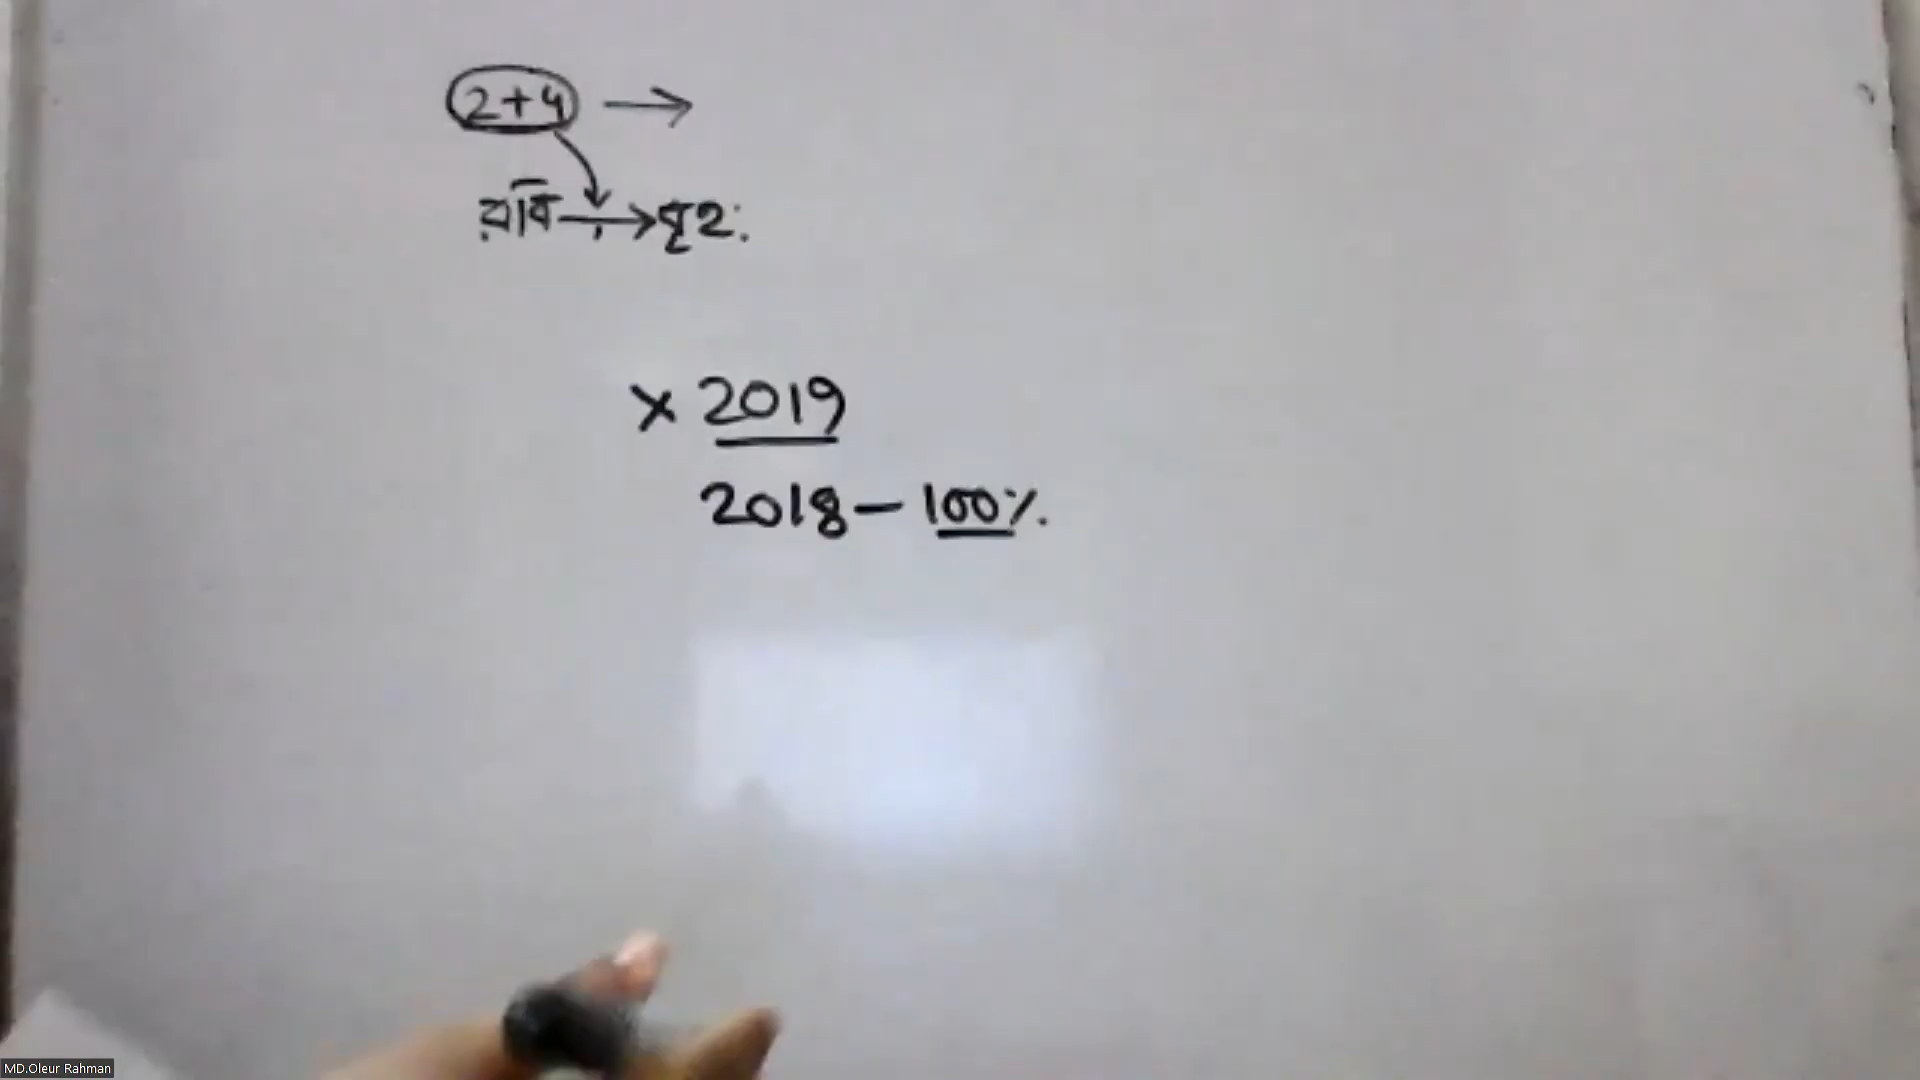 2+4 →
রবি → বৃহ:
× 2019
2018 – 100%
MD.Oleur Rahman